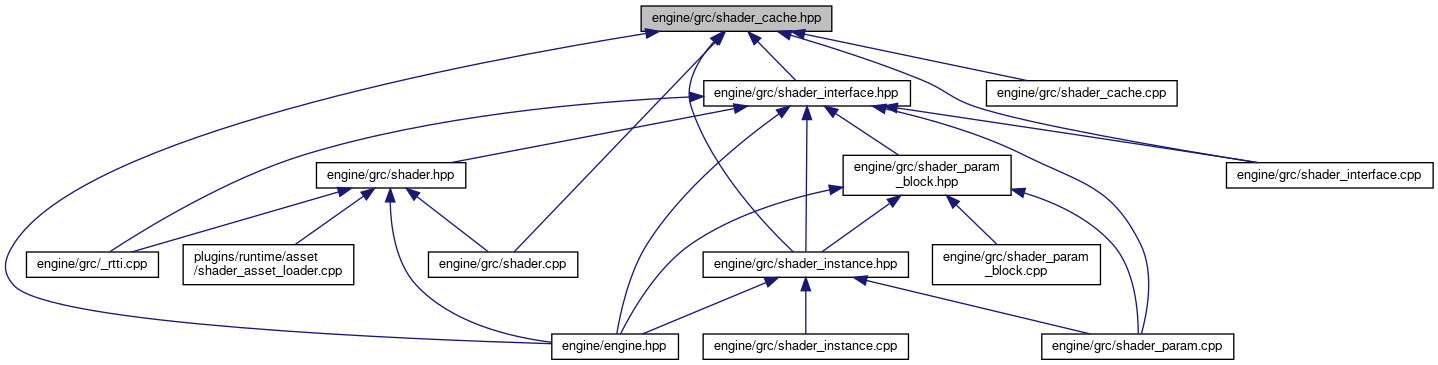 engine/grc/shader_cache.hpp
engine/grc/shader_interface.hpp
engine/grc/shader_cache.cpp
engine/grc/shader.hpp
engine/grc/shader_param
_block.hpp
engine/grc/shader_interface.cpp
engine/grc/_rtti.cpp
plugins/runtime/asset
/shader_asset_loader.cpp
engine/grc/shader.cpp
engine/grc/shader_instance.hpp
engine/grc/shader_param
_block.cpp
engine/engine.hpp
engine/grc/shader_instance.cpp
engine/grc/shader_param.cpp